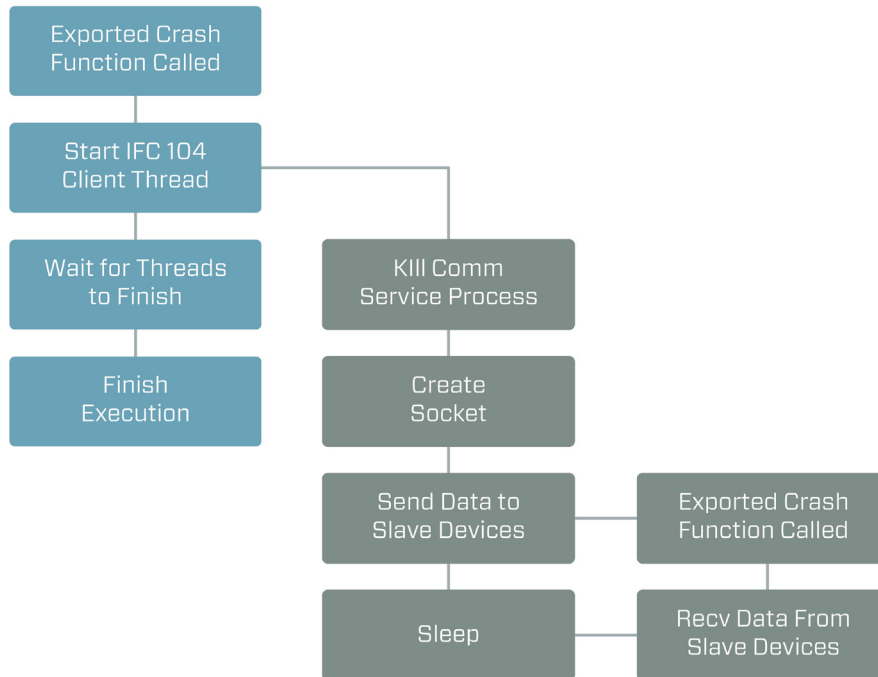 Exported Crash
Function Called
Start IFC 104
Client Thread
Wait for Threads
to Finish
Finish
Execution
KIll Comm
Service Process
Create
Socket
Send Data to
Slave Devices
Exported Crash
Function Called
Sleep
Recv Data From
Slave Devices